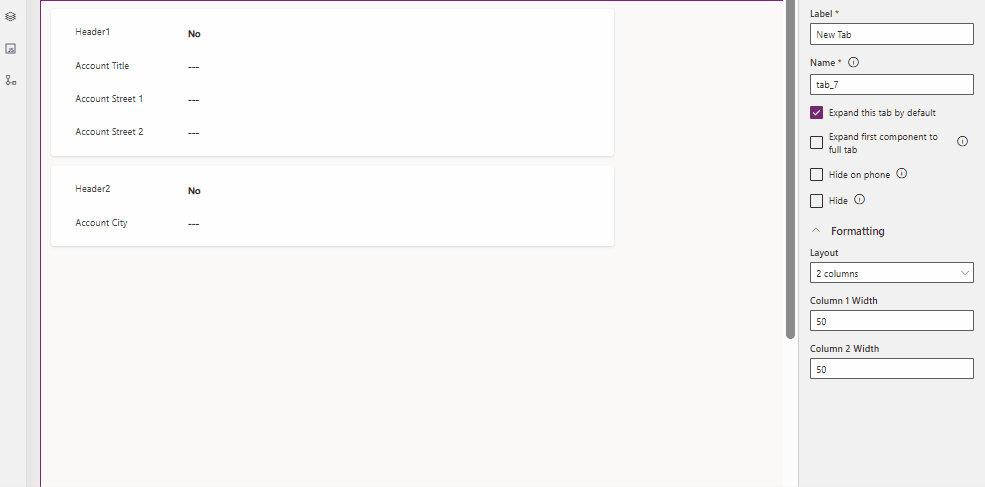 Header1 No
Account Title ---
Account Street 1 ---
Account Street 2 ---
Header2 No
Account City ---
Label *
New Tab
Name *
tab_7
Expand this tab by default
Expand first component to
full tab
Hide on phone
Hide
Formatting
Layout
2 columns
Column 1 Width
50
Column 2 Width
50